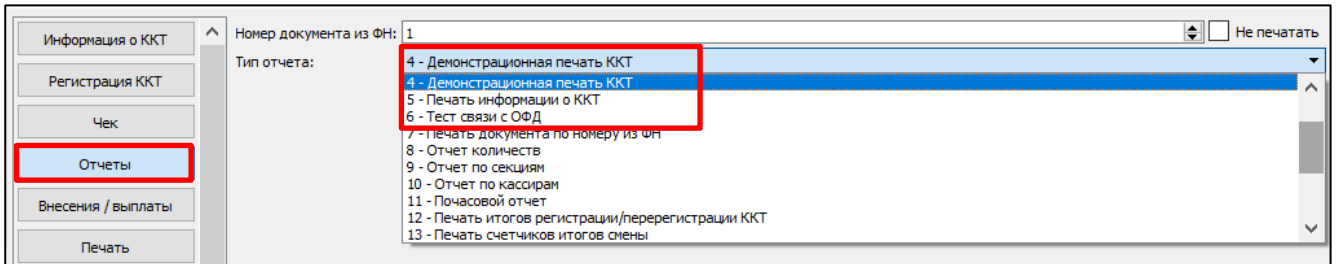 Информация о ККТ
Номер документа из ФН: 1
Не печатать
Регистрация ККТ
Тип отчета:
4 - Демонстрационная печать ККТ
4 - Демонстрационная печать ККТ
5 - Печать информации о ККТ
6 - Тест связи с ОФД
7 - Печать документа по номеру из ФН
8 - Отчет количеств
9 - Отчет по секциям
10 - Отчет по кассирам
11 - Почасовой отчет
12 - Печать итогов регистрации/перерегистрации ККТ
13 - Печать счетчиков итогов смены
Чек
Отчеты
Внесения / выплаты
Печать